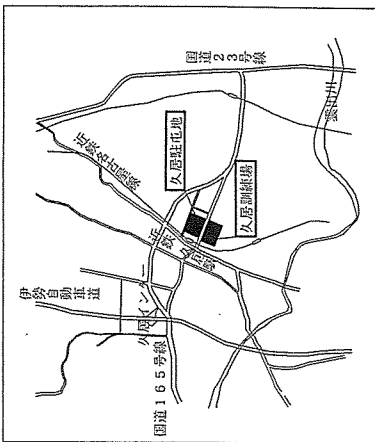 伊勢自動車道
久居インター
国道165号線
近鉄名古屋線
近鉄久居駅
久居駐屯地
久居訓練場
国道23号線
雲出川